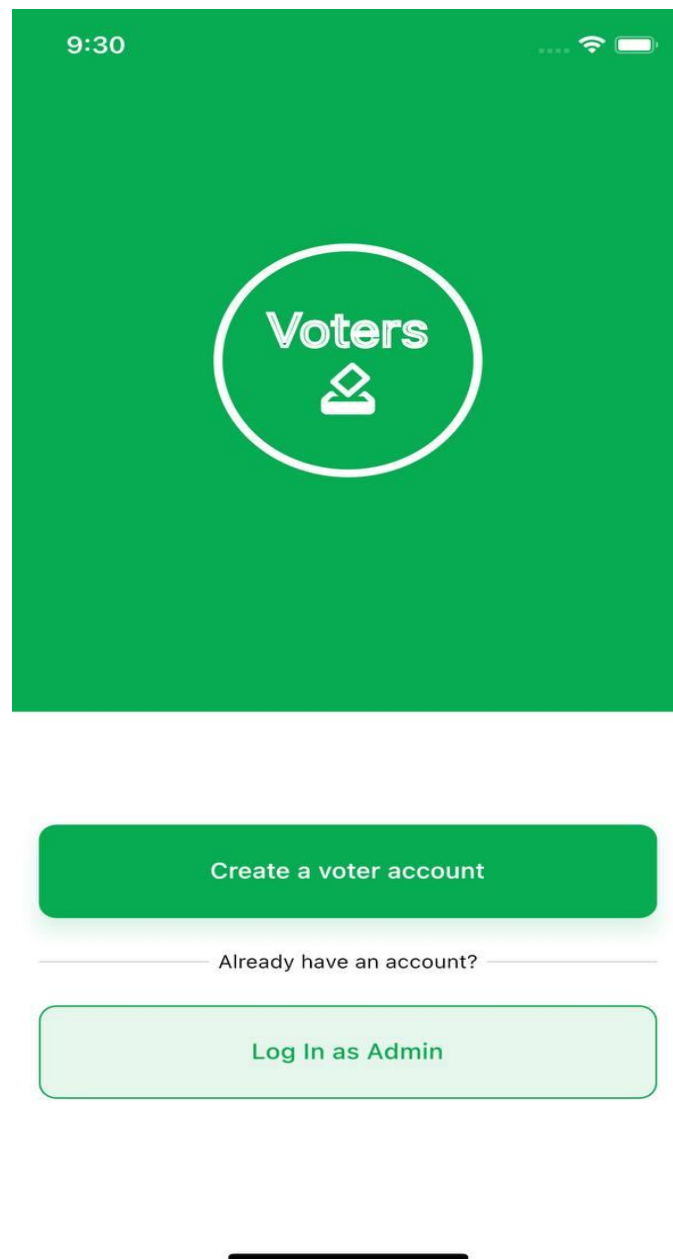 9:30
Voters
Create a voter account
Already have an account?
Log In as Admin